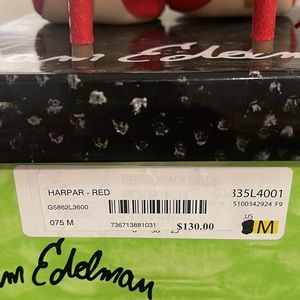 m Edelman
HARPAR - RED
G5862L3600
075 M
736713881031
$130.00
335L4001
5100342924 F9
US
M
m Edelman